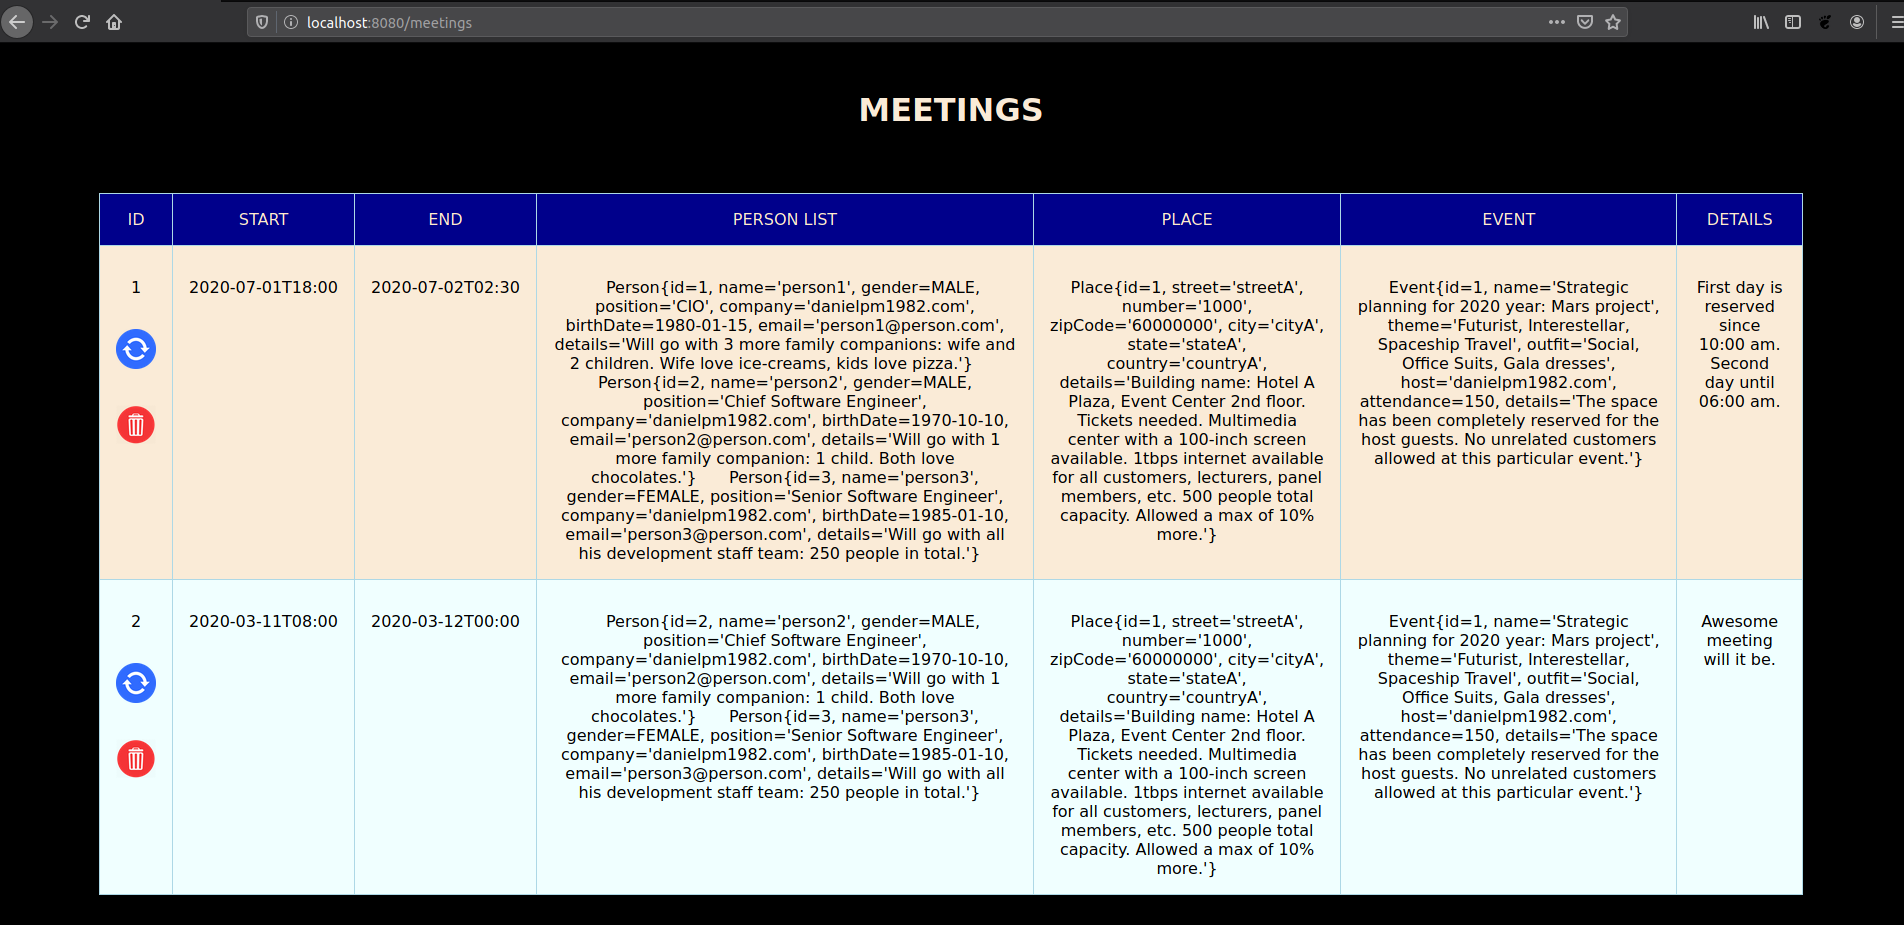 localhost:8080/meetings
MEETINGS
ID START END PERSON LIST PLACE EVENT DETAILS
1
2020-07-01T18:00
2020-07-02T02:30
Person{id=1, name='person1', gender=MALE,
position='CIO', company='danielpm1982.com',
birthDate=1980-01-15, email='person1@person.com',
details='Will go with 3 more family companions: wife and
2 children. Wife love ice-creams, kids love pizza.'}
Person{id=2, name='person2', gender=MALE,
position='Chief Software Engineer',
company='danielpm1982.com', birthDate=1970-10-10,
email='person2@person.com', details='Will go with 1
more family companion: 1 child. Both love
chocolates.'} Person{id=3, name='person3',
gender=FEMALE, position='Senior Software Engineer',
company='danielpm1982.com', birthDate=1985-01-10,
email='person3@person.com', details='Will go with all
his development staff team: 250 people in total.'}
Place{id=1, street='streetA',
number='1000',
zipCode='60000000', city='cityA',
state='stateA',
country='countryA',
details='Building name: Hotel A
Plaza, Event Center 2nd floor.
Tickets needed. Multimedia
center with a 100-inch screen
available. 1tbps internet available
for all customers, lecturers, panel
members, etc. 500 people total
capacity. Allowed a max of 10%
more.'}
Event{id=1, name='Strategic
planning for 2020 year: Mars project',
theme='Futurist, Interestellar,
Spaceship Travel', outfit='Social,
Office Suits, Gala dresses',
host='danielpm1982.com',
attendance=150, details='The space
has been completely reserved for the
host guests. No unrelated customers
allowed at this particular event.'}
First day is
reserved
since
10:00 am.
Second
day until
06:00 am.
2
2020-03-11T08:00
2020-03-12T00:00
Person{id=2, name='person2', gender=MALE,
position='Chief Software Engineer',
company='danielpm1982.com', birthDate=1970-10-10,
email='person2@person.com', details='Will go with 1
more family companion: 1 child. Both love
chocolates.'} Person{id=3, name='person3',
gender=FEMALE, position='Senior Software Engineer',
company='danielpm1982.com', birthDate=1985-01-10,
email='person3@person.com', details='Will go with all
his development staff team: 250 people in total.'}
Place{id=1, street='streetA',
number='1000',
zipCode='60000000', city='cityA',
state='stateA',
country='countryA',
details='Building name: Hotel A
Plaza, Event Center 2nd floor.
Tickets needed. Multimedia
center with a 100-inch screen
available. 1tbps internet available
for all customers, lecturers, panel
members, etc. 500 people total
capacity. Allowed a max of 10%
more.'}
Event{id=1, name='Strategic
planning for 2020 year: Mars project',
theme='Futurist, Interestellar,
Spaceship Travel', outfit='Social,
Office Suits, Gala dresses',
host='danielpm1982.com',
attendance=150, details='The space
has been completely reserved for the
host guests. No unrelated customers
allowed at this particular event.'}
Awesome
meeting
will it be.